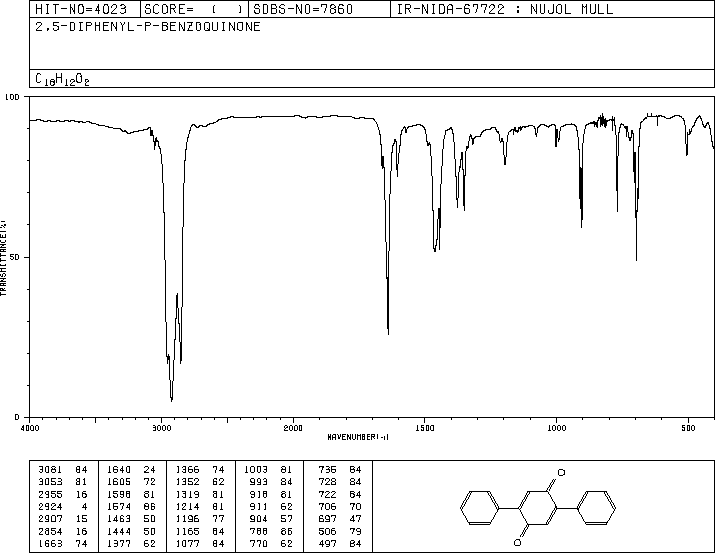 HIT-NO=4023 SCORE= ( ) SDBS-NO=7860 IR-NIDA-67722 : NUJOL MULL
2,5-DIPHENYL-P-BENZOQUINONE
C18H12O2
100
50
0
TRANSMITTANCE(%)
4000 3000 2000 1500 1000 500
WAVENUMBER(-1)
3081 84 1640 24 1366 74 1003 81 735 84
3053 81 1605 72 1352 62 993 84 728 84
2955 16 1598 81 1319 81 918 81 722 84
2924 4 1574 86 1214 81 911 62 706 70
2907 15 1463 50 1196 77 904 57 697 47
2854 16 1444 50 1165 84 788 86 506 79
1663 74 1377 62 1077 84 770 62 497 84
O
O